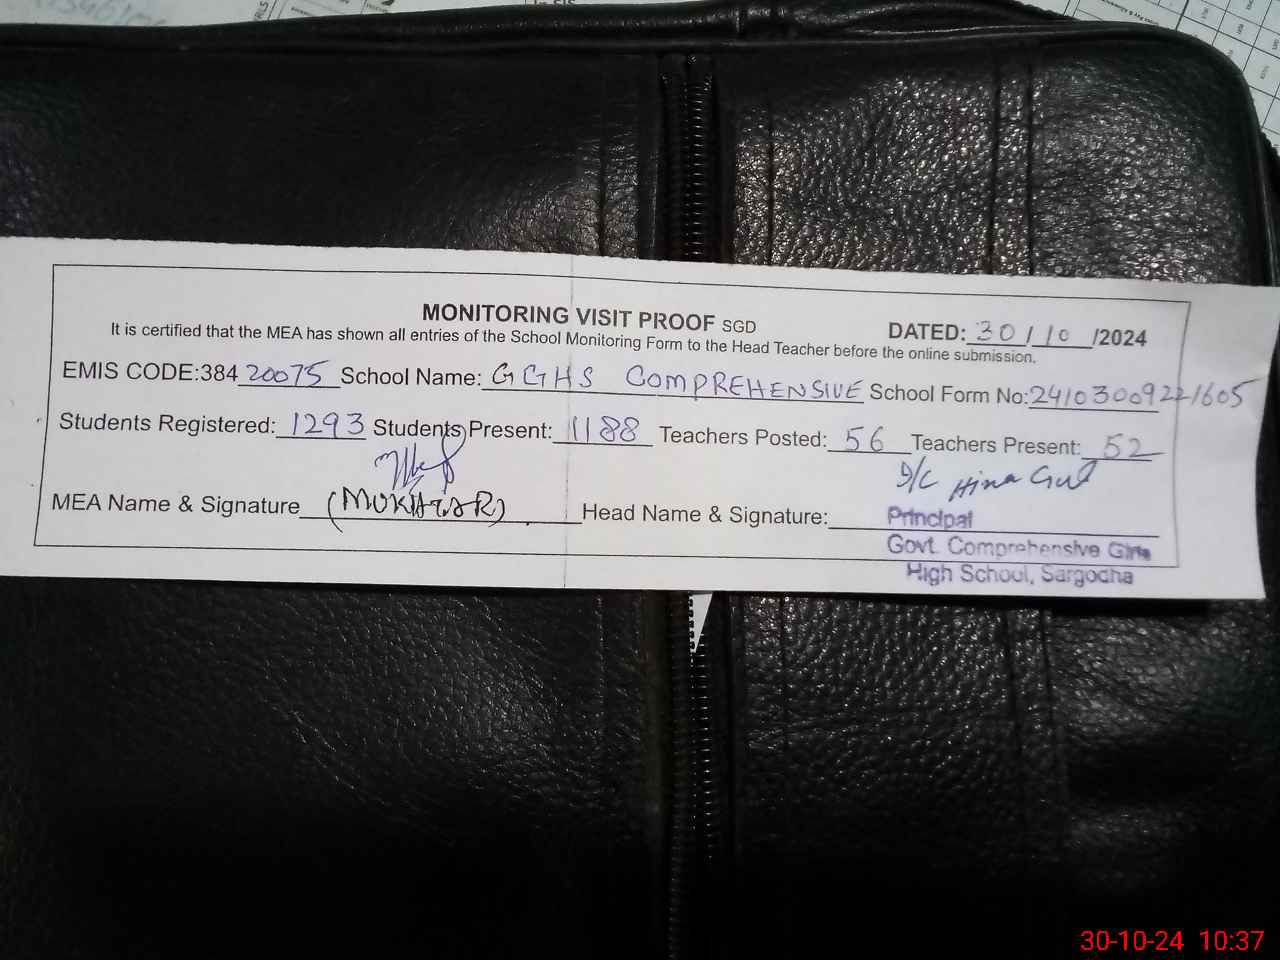 MONITORING VISIT PROOF SGD DATED: 30/10/2024
It is certified that the MEA has shown all entries of the School Monitoring Form to the Head Teacher before the online submission.
EMIS CODE:38420075 School Name: GGHS COMPREHENSIVE School Form No:24103009221605
Students Registered: 1293 Students Present: 1188 Teachers Posted: 56 Teachers Present: 52
I/C Hina Gul
MEA Name & Signature (MUKHTAR) Head Name & Signature:
Principal
Govt. Comprehensive Girls
High School, Sargodha
30-10-24 10:37